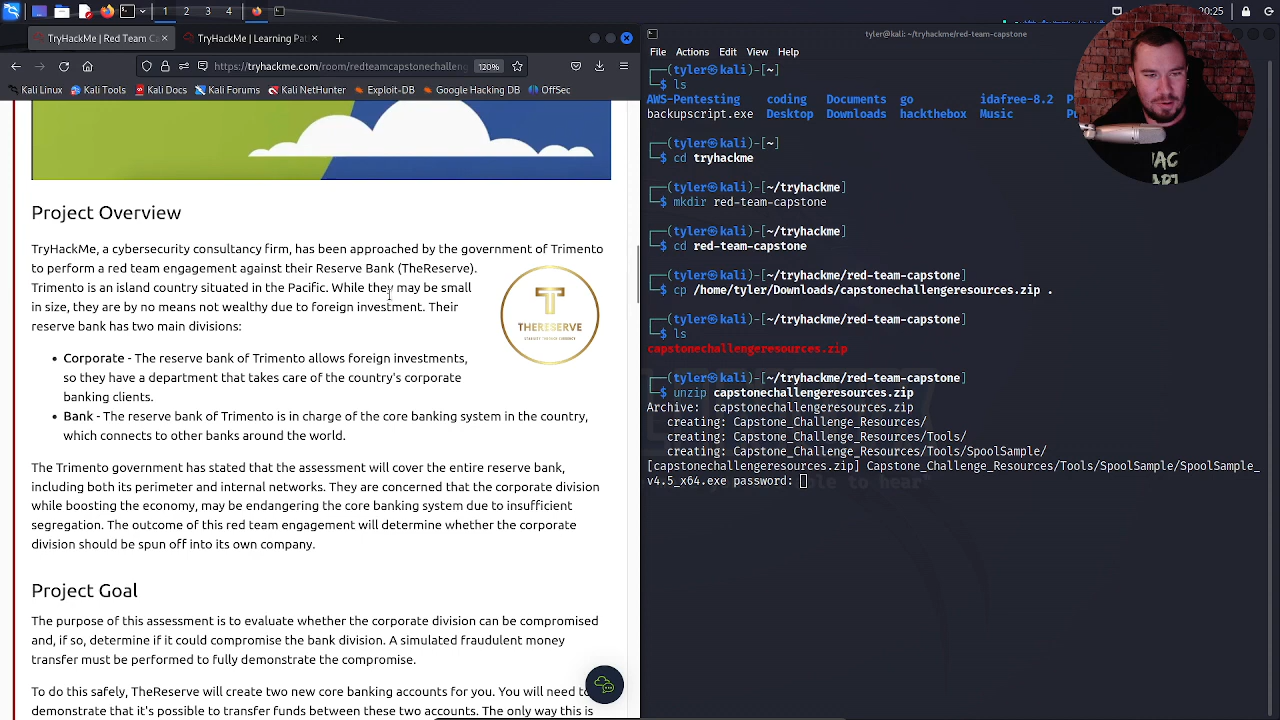 1
2
3
4
00:25
TryHackMe | Red Team Ca
TryHackMe | Learning Pat
https://tryhackme.com/room/redteamcapstonechalleng
120%
Kali Linux
Kali Tools
Kali Docs
Kali Forums
Kali NetHunter
Exploit-DB
Google Hacking DB
OffSec
Project Overview
TryHackMe, a cybersecurity consultancy firm, has been approached by the government of Trimento
to perform a red team engagement against their Reserve Bank (TheReserve).
Trimento is an island country situated in the Pacific. While they may be small
in size, they are by no means not wealthy due to foreign investment. Their
reserve bank has two main divisions:
T
THERESERVE
• Corporate - The reserve bank of Trimento allows foreign investments,
so they have a department that takes care of the country's corporate
banking clients.
• Bank - The reserve bank of Trimento is in charge of the core banking system in the country,
which connects to other banks around the world.
The Trimento government has stated that the assessment will cover the entire reserve bank,
including both its perimeter and internal networks. They are concerned that the corporate division
while boosting the economy, may be endangering the core banking system due to insufficient
segregation. The outcome of this red team engagement will determine whether the corporate
division should be spun off into its own company.
Project Goal
The purpose of this assessment is to evaluate whether the corporate division can be compromised
and, if so, determine if it could compromise the bank division. A simulated fraudulent money
transfer must be performed to fully demonstrate the compromise.
To do this safely, TheReserve will create two new core banking accounts for you. You will need to
demonstrate that it's possible to transfer funds between these two accounts. The only way this is
tyler@kali: ~/tryhackme/red-team-capstone
File Actions Edit View Help
┌──(tyler㉿kali)-[~]
└─$ ls
AWS-Pentesting coding Documents go idafree-8.2
backupscript.exe Desktop Downloads hackthebox Music
┌──(tyler㉿kali)-[~]
└─$ cd tryhackme
┌──(tyler㉿kali)-[~/tryhackme]
└─$ mkdir red-team-capstone
┌──(tyler㉿kali)-[~/tryhackme]
└─$ cd red-team-capstone
┌──(tyler㉿kali)-[~/tryhackme/red-team-capstone]
└─$ cp /home/tyler/Downloads/capstonechallengeresources.zip .
┌──(tyler㉿kali)-[~/tryhackme/red-team-capstone]
└─$ ls
capstonechallengeresources.zip
┌──(tyler㉿kali)-[~/tryhackme/red-team-capstone]
└─$ unzip capstonechallengeresources.zip
Archive: capstonechallengeresources.zip
creating: Capstone_Challenge_Resources/
creating: Capstone_Challenge_Resources/Tools/
creating: Capstone_Challenge_Resources/Tools/SpoolSample/
[capstonechallengeresources.zip] Capstone_Challenge_Resources/Tools/SpoolSample/SpoolSample_
v4.5_x64.exe password: